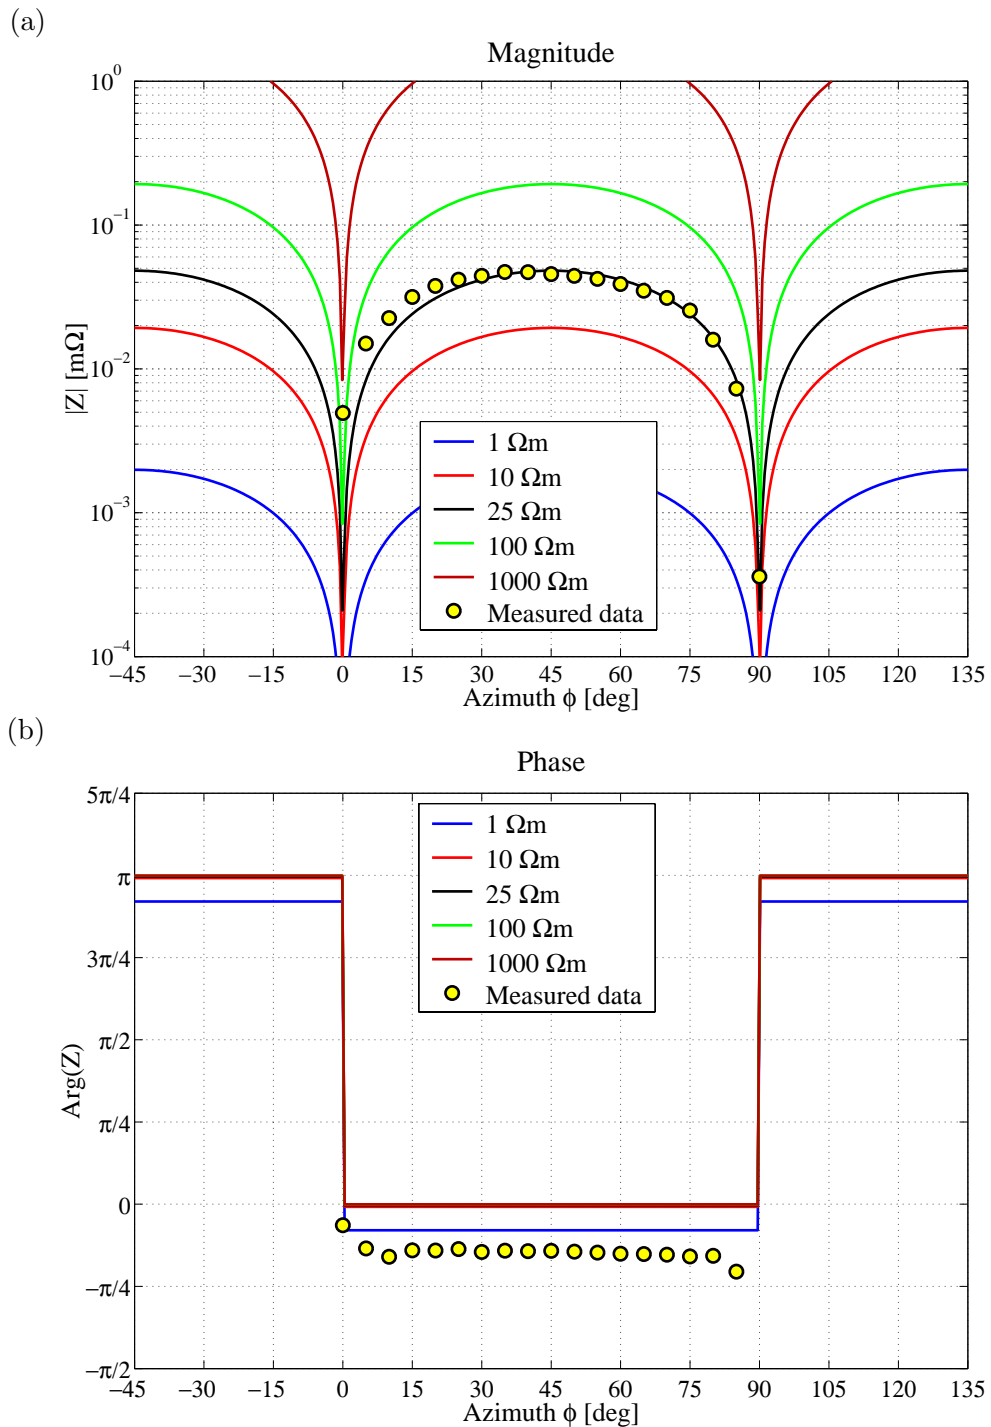 (a)
Magnitude
10⁰
10⁻¹
10⁻²
10⁻³
10⁻⁴
|Z| [mΩ]
1 Ωm
10 Ωm
25 Ωm
100 Ωm
1000 Ωm
Measured data
−45 −30 −15 0 15 30 45 60 75 90 105 120 135
Azimuth ϕ [deg]
(b)
Phase
5π/4
π
3π/4
π/2
π/4
0
−π/4
−π/2
Arg(Z)
1 Ωm
10 Ωm
25 Ωm
100 Ωm
1000 Ωm
Measured data
−45 −30 −15 0 15 30 45 60 75 90 105 120 135
Azimuth ϕ [deg]